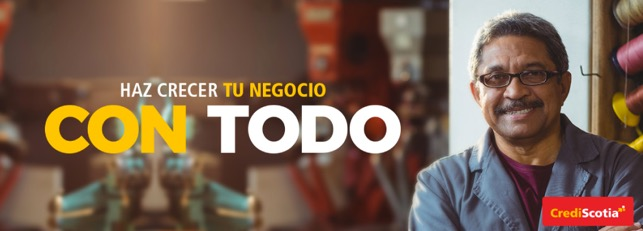 HAZ CRECER TU NEGOCIO
CON TODO
CrediScotia